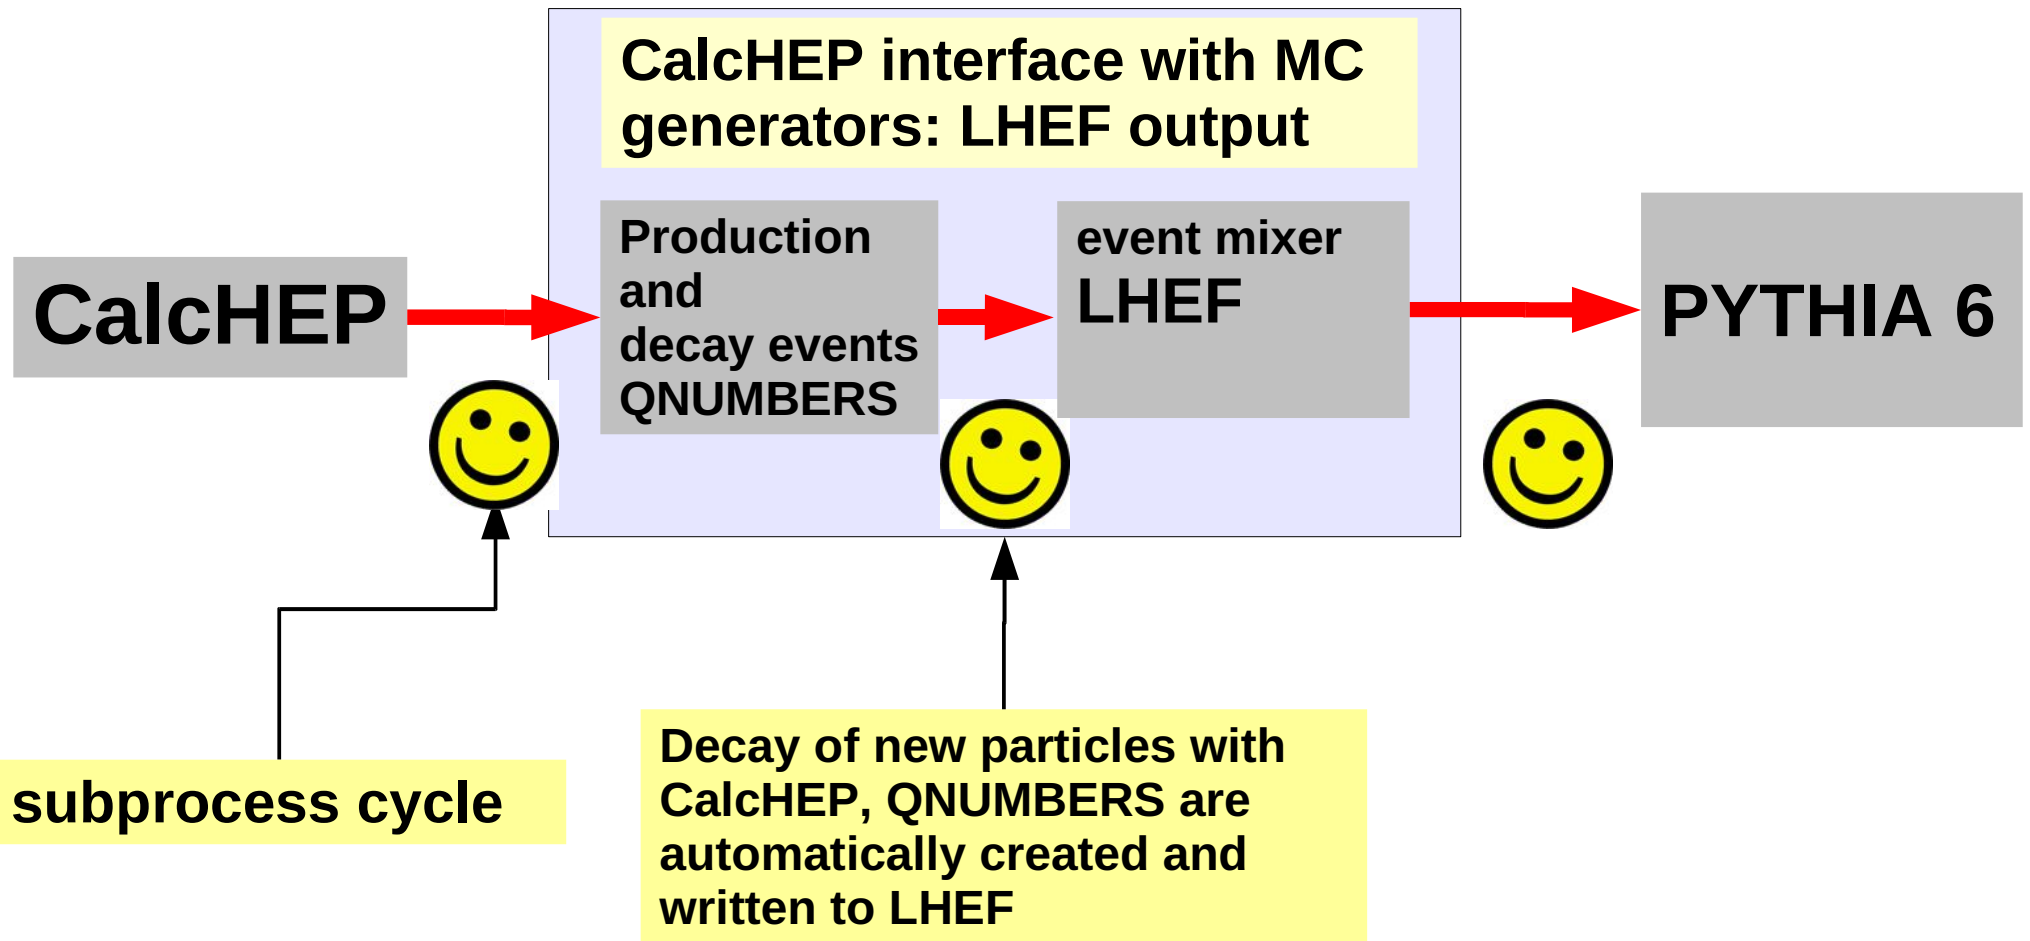 CalcHEP interface with MC
generators: LHEF output
CalcHEP
Production
and
decay events
QNUMBERS
event mixer
LHEF
PYTHIA 6
subprocess cycle
Decay of new particles with
CalcHEP, QNUMBERS are
automatically created and
written to LHEF